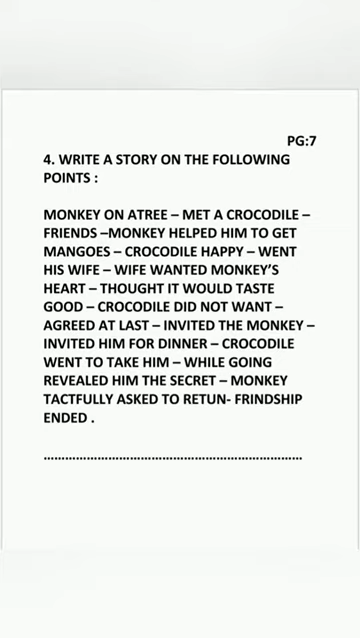 PG:7
4. WRITE A STORY ON THE FOLLOWING
POINTS :
MONKEY ON ATREE – MET A CROCODILE –
FRIENDS –MONKEY HELPED HIM TO GET
MANGOES – CROCODILE HAPPY – WENT
HIS WIFE – WIFE WANTED MONKEY’S
HEART – THOUGHT IT WOULD TASTE
GOOD – CROCODILE DID NOT WANT –
AGREED AT LAST – INVITED THE MONKEY –
INVITED HIM FOR DINNER – CROCODILE
WENT TO TAKE HIM – WHILE GOING
REVEALED HIM THE SECRET – MONKEY
TACTFULLY ASKED TO RETUN- FRINDSHIP
ENDED .
……………………………………………………………